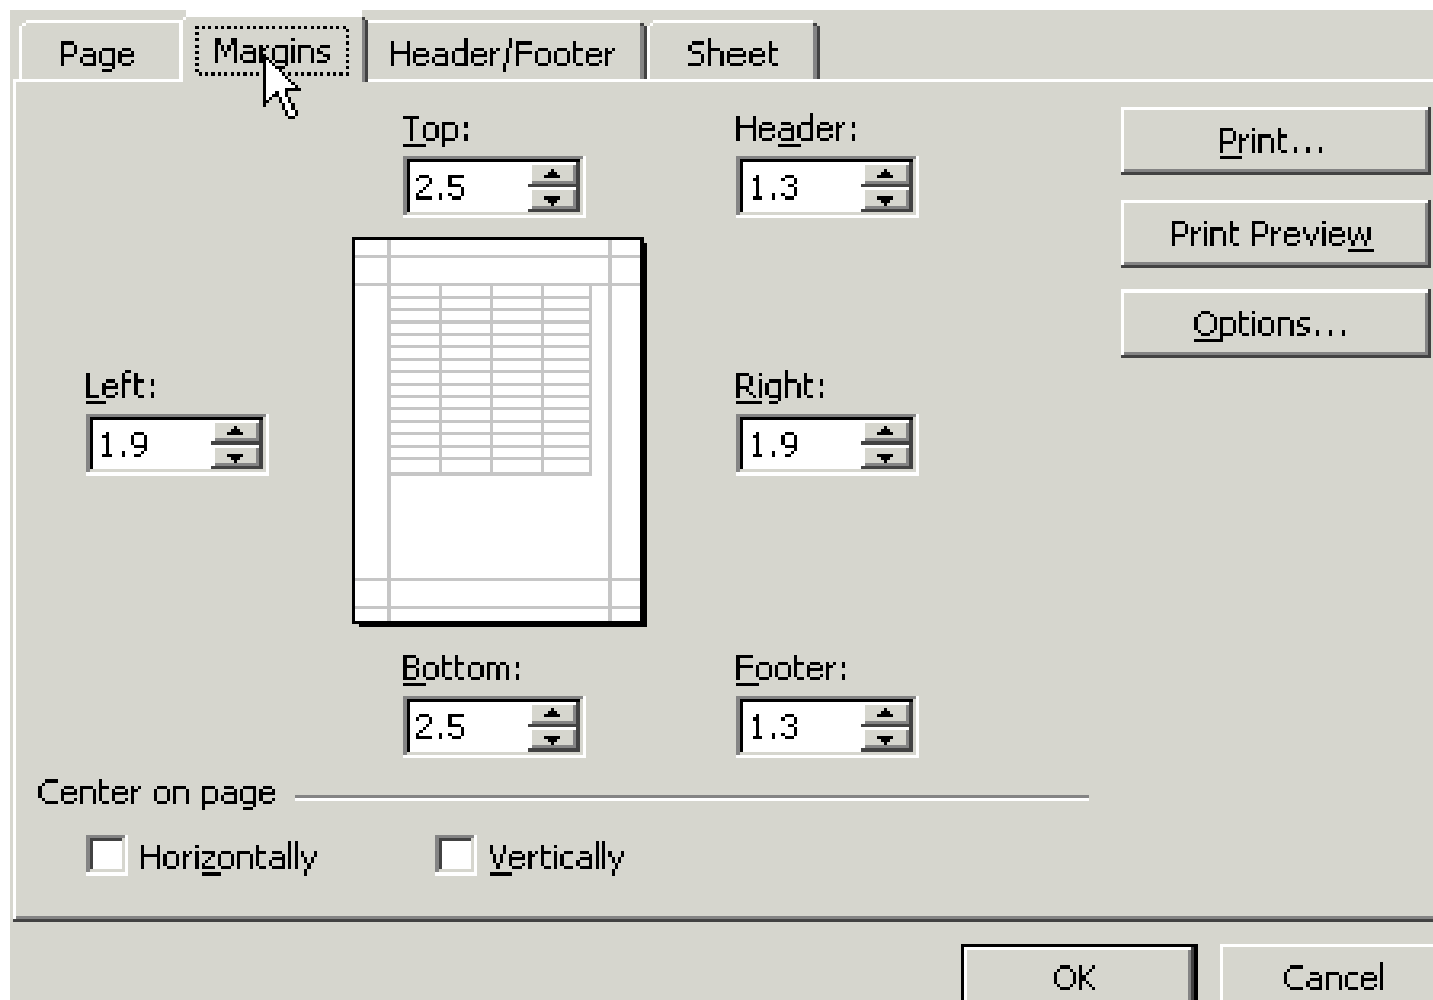 Page Margins Header/Footer Sheet
Top: Header: Print...
2.5 1.3
Print Preview
Options...
Left: Right:
1.9 1.9
Bottom: Footer:
2.5 1.3
Center on page
Horizontally Vertically
OK Cancel